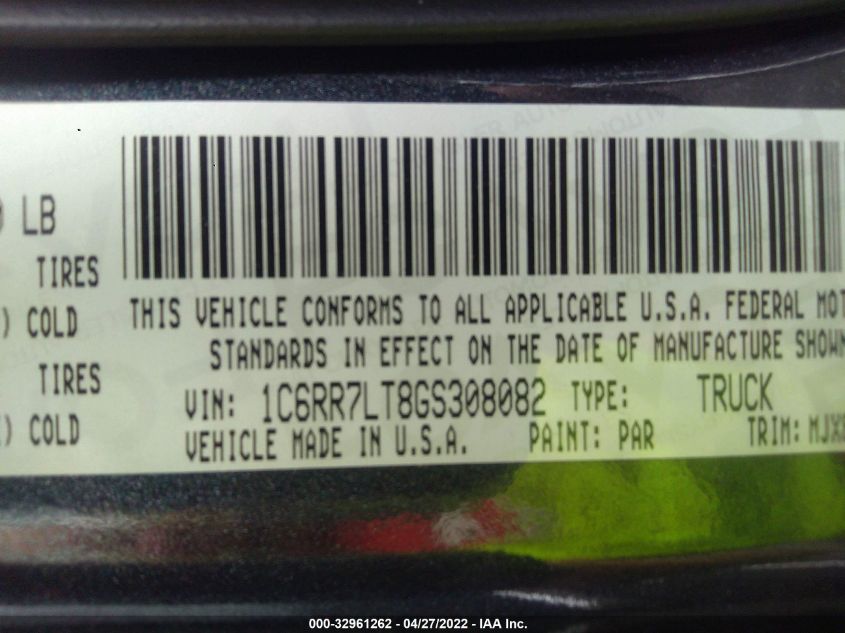 LB
TIRES
) COLD
TIRES
) COLD
THIS VEHICLE CONFORMS TO ALL APPLICABLE U.S.A. FEDERAL MOT
STANDARDS IN EFFECT ON THE DATE OF MANUFACTURE SHOWN
VIN: 1C6RR7LT8GS308082 TYPE: TRUCK
VEHICLE MADE IN U.S.A. PAINT: PAR TRIM: MJX
000-32961262 - 04/27/2022 - IAA Inc.